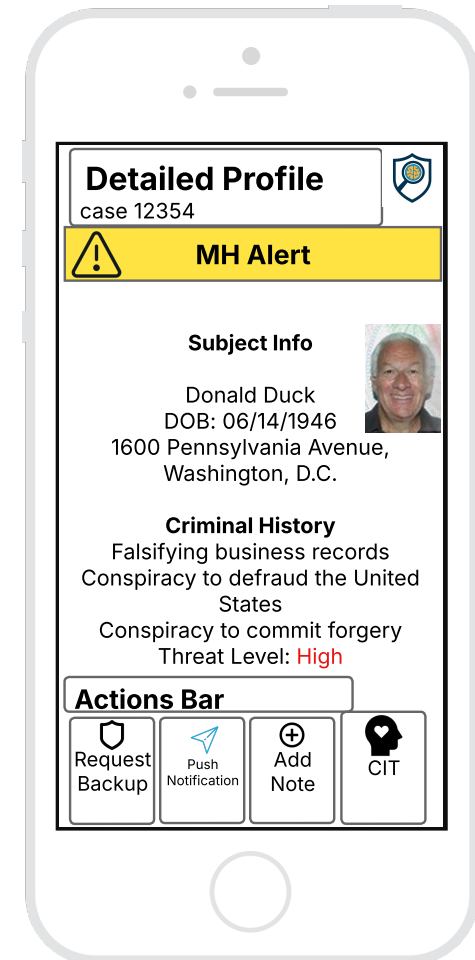 Detailed Profile
case 12354
MH Alert
Subject Info
Donald Duck
DOB: 06/14/1946
1600 Pennsylvania Avenue,
Washington, D.C.
Criminal History
Falsifying business records
Conspiracy to defraud the United
States
Conspiracy to commit forgery
Threat Level: High
Actions Bar
Request
Backup
Push
Notification
Add
Note
CIT